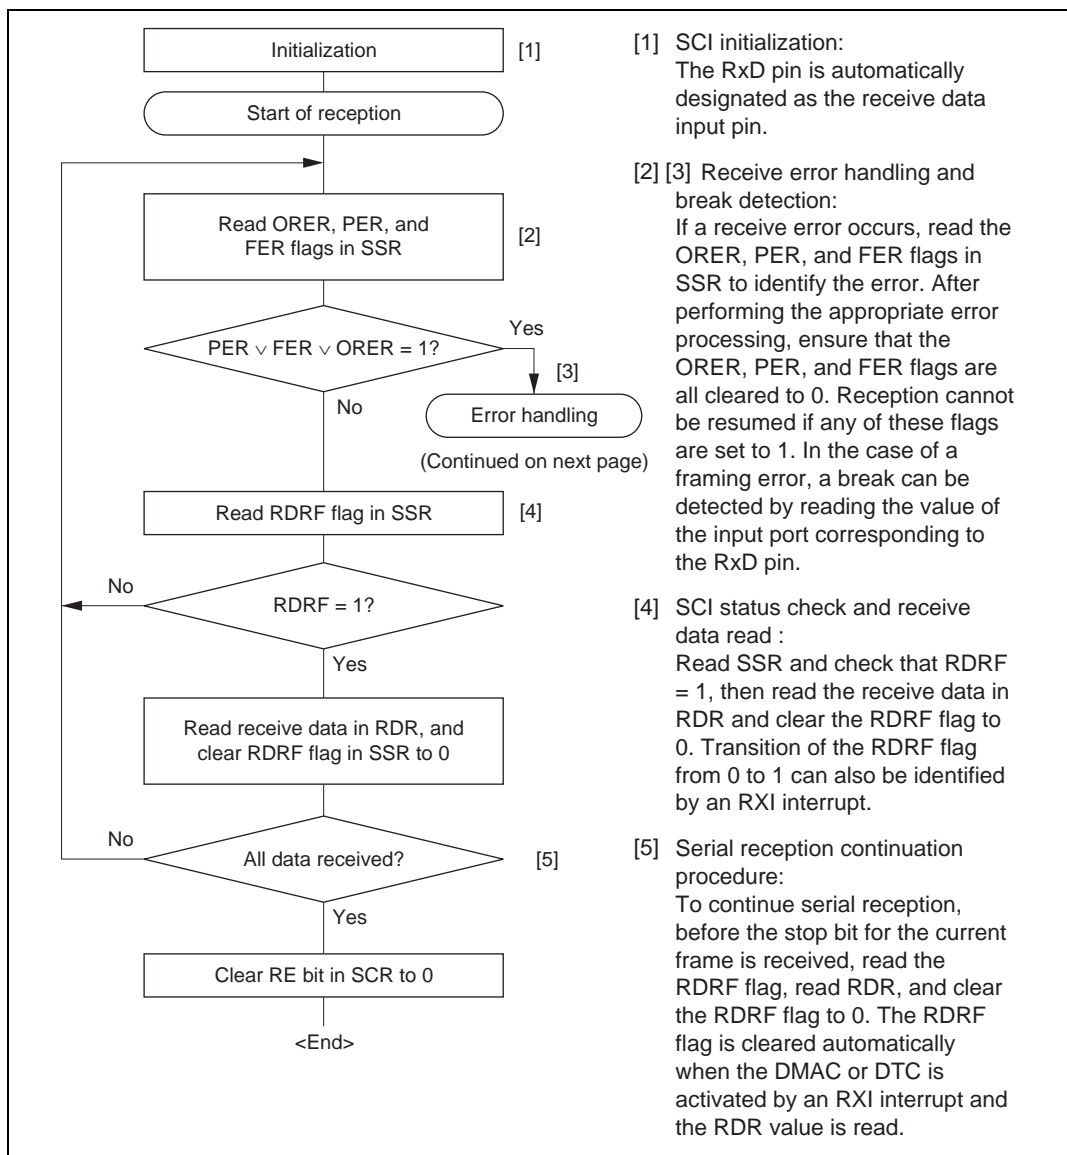 Initialization
[1]
Start of reception
Read ORER, PER, and
FER flags in SSR
[2]
PER ∨ FER ∨ ORER = 1?
Yes
[3]
No
Error handling
(Continued on next page)
Read RDRF flag in SSR
[4]
No
RDRF = 1?
Yes
Read receive data in RDR, and
clear RDRF flag in SSR to 0
No
All data received?
[5]
Yes
Clear RE bit in SCR to 0
<End>
[1] SCI initialization:
The RxD pin is automatically
designated as the receive data
input pin.
[2] [3] Receive error handling and
break detection:
If a receive error occurs, read the
ORER, PER, and FER flags in
SSR to identify the error. After
performing the appropriate error
processing, ensure that the
ORER, PER, and FER flags are
all cleared to 0. Reception cannot
be resumed if any of these flags
are set to 1. In the case of a
framing error, a break can be
detected by reading the value of
the input port corresponding to
the RxD pin.
[4] SCI status check and receive
data read :
Read SSR and check that RDRF
= 1, then read the receive data in
RDR and clear the RDRF flag to
0. Transition of the RDRF flag
from 0 to 1 can also be identified
by an RXI interrupt.
[5] Serial reception continuation
procedure:
To continue serial reception,
before the stop bit for the current
frame is received, read the
RDRF flag, read RDR, and clear
the RDRF flag to 0. The RDRF
flag is cleared automatically
when the DMAC or DTC is
activated by an RXI interrupt and
the RDR value is read.